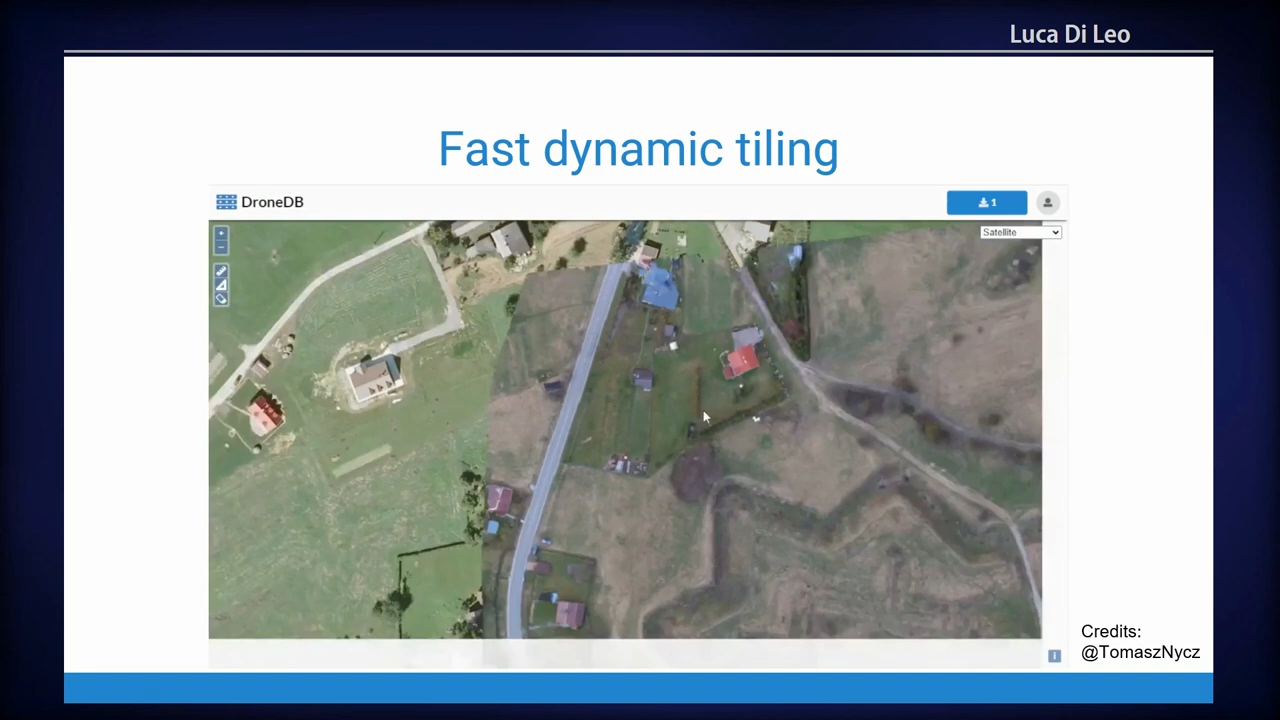 Luca Di Leo
Fast dynamic tiling
DroneDB
1
Satellite
+
-
i
Credits:
@TomaszNycz